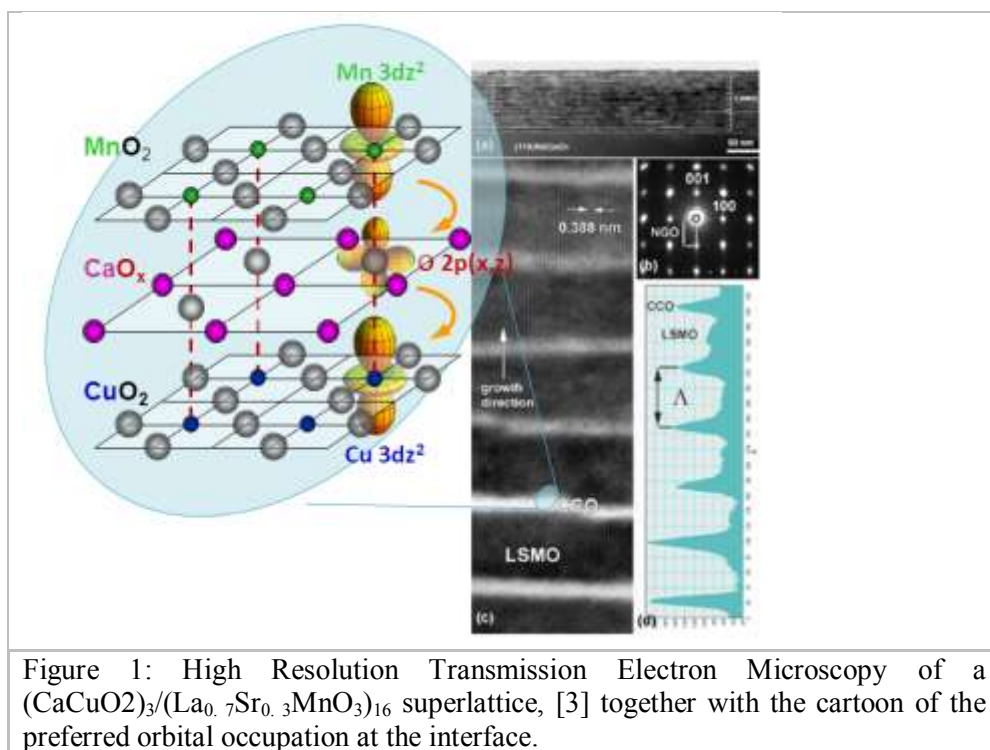 Mn 3dz²
MnO₂
CaOₓ
O 2p(x,z)
CuO₂
Cu 3dz²
(a)
50 nm
0.388 nm
growth
direction
CCO
LSMO
(c)
001
100
NGO
(b)
CCO
LSMO
Λ
(d)
Figure 1: High Resolution Transmission Electron Microscopy of a
(CaCuO2)₃/(La₀.₇Sr₀.₃MnO₃)₁₆ superlattice, [3] together with the cartoon of the
preferred orbital occupation at the interface.